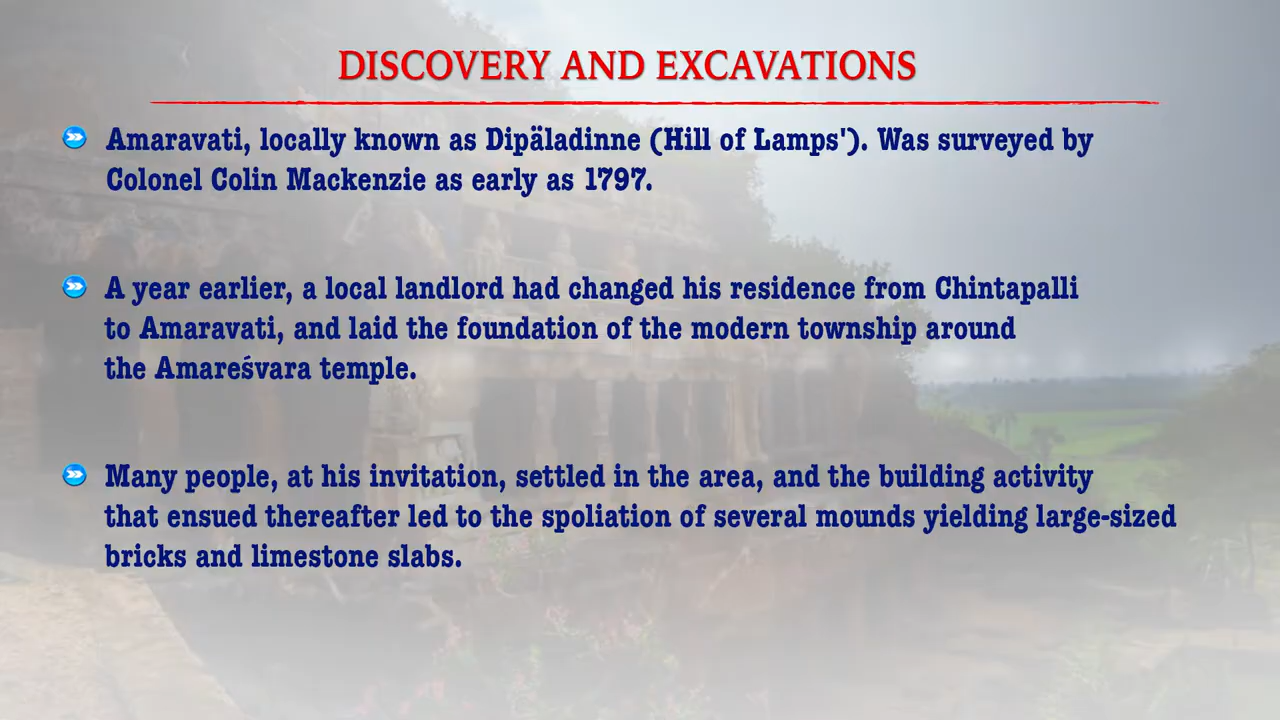 DISCOVERY AND EXCAVATIONS
Amaravati, locally known as Dipäladinne (Hill of Lamps'). Was surveyed by
Colonel Colin Mackenzie as early as 1797.
A year earlier, a local landlord had changed his residence from Chintapalli
to Amaravati, and laid the foundation of the modern township around
the Amareśvara temple.
Many people, at his invitation, settled in the area, and the building activity
that ensued thereafter led to the spoliation of several mounds yielding large-sized
bricks and limestone slabs.